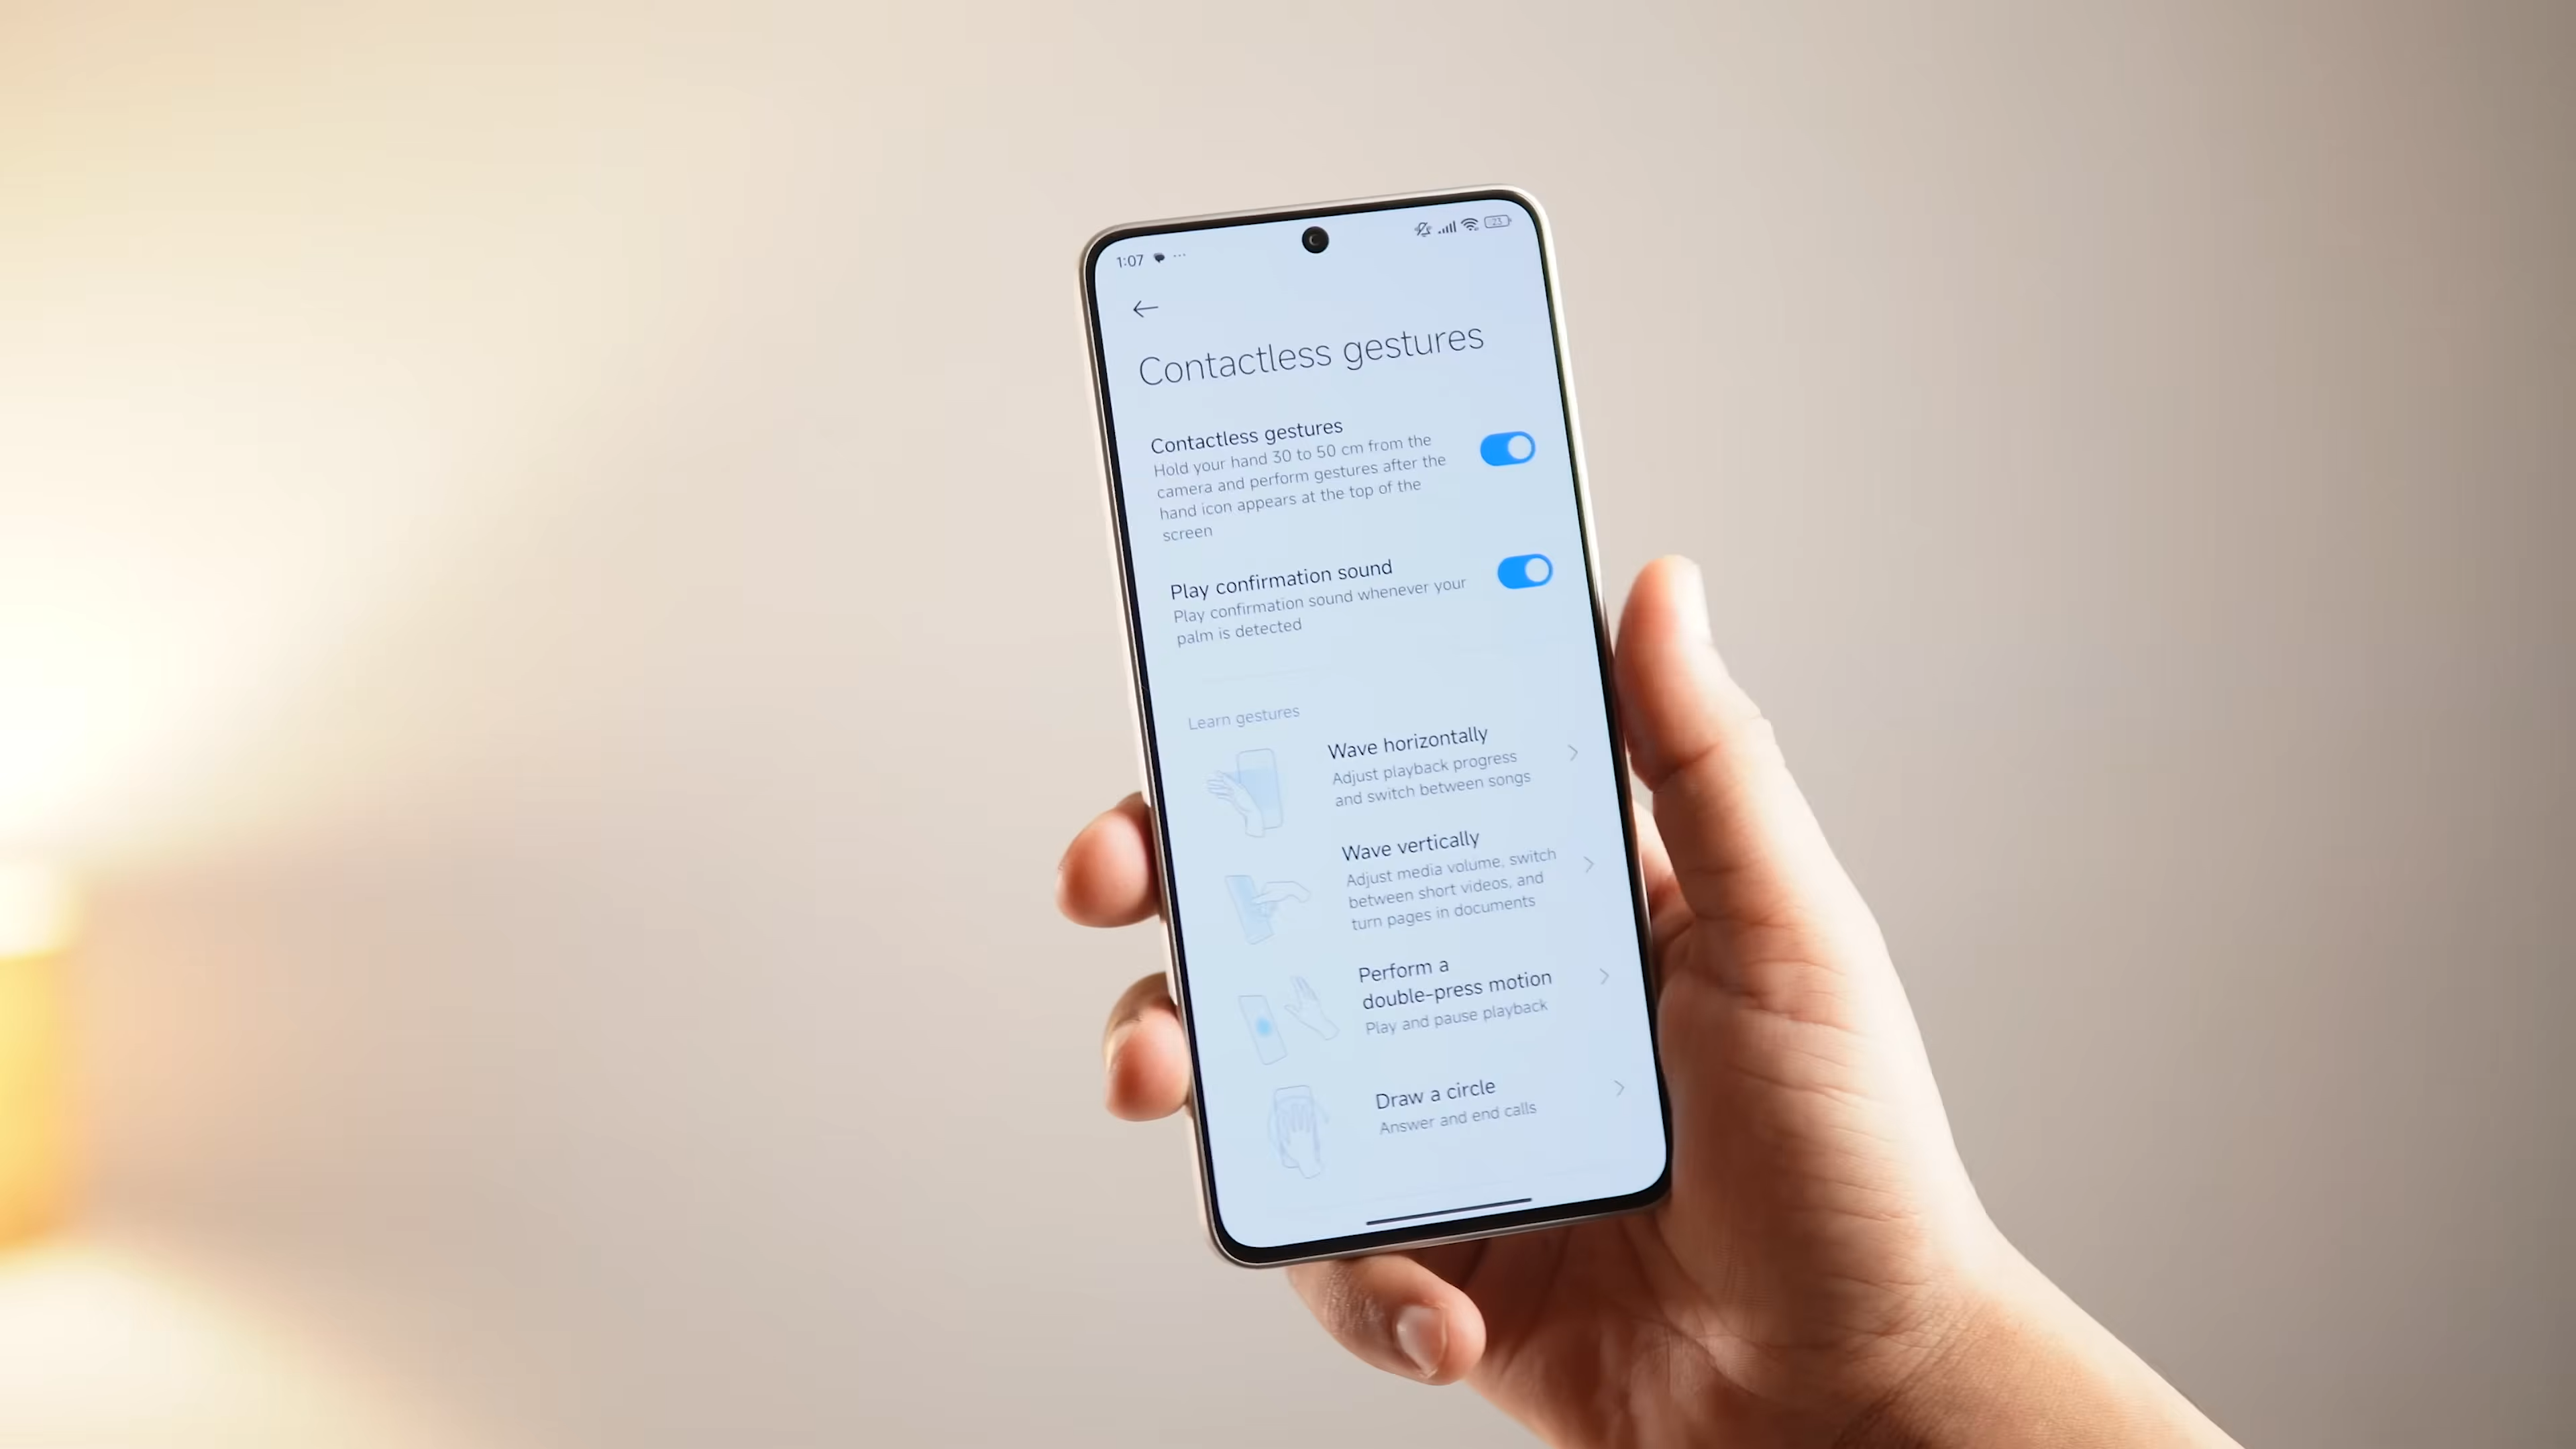 1:07 ...
23
Contactless gestures
Contactless gestures
Hold your hand 30 to 50 cm from the
camera and perform gestures after the
hand icon appears at the top of the
screen
Play confirmation sound
Play confirmation sound whenever your
palm is detected
Learn gestures
Wave horizontally
Adjust playback progress
and switch between songs
Wave vertically
Adjust media volume, switch
between short videos, and
turn pages in documents
Perform a
double-press motion
Play and pause playback
Draw a circle
Answer and end calls